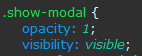 .show-modal {
opacity: 1;
visibility: visible;